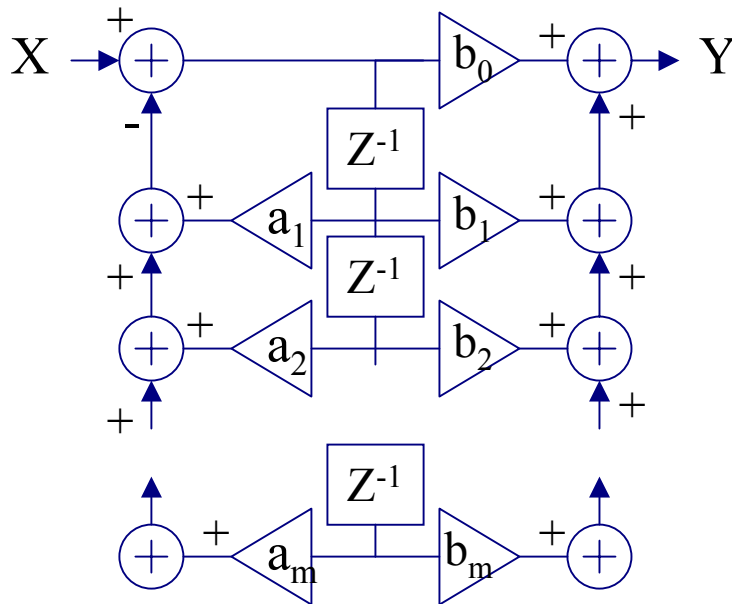 + b₀ +
X + + Y
- +
Z⁻¹
+ a₁ b₁ +
+ +
+ Z⁻¹ +
+ a₂ b₂ +
+ +
+ +
Z⁻¹
+ aₘ bₘ +
+ +